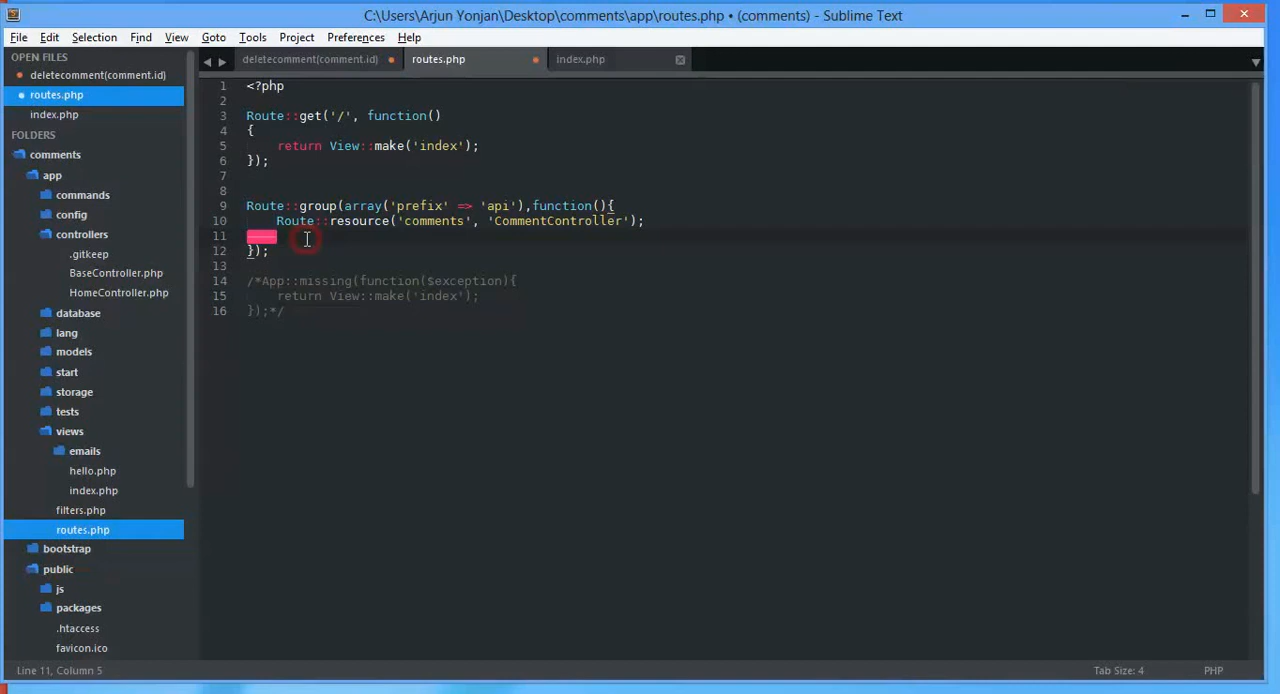 C:\Users\Arjun Yonjan\Desktop\comments\app\routes.php • (comments) - Sublime Text
File Edit Selection Find View Goto Tools Project Preferences Help
OPEN FILES
deletecomment(comment.id)
routes.php
index.php
FOLDERS
comments
app
commands
config
controllers
.gitkeep
BaseController.php
HomeController.php
database
lang
models
start
storage
tests
views
emails
hello.php
index.php
filters.php
routes.php
bootstrap
public
js
packages
.htaccess
favicon.ico
deletecomment(comment.id) routes.php index.php
1 <?php
2
3 Route::get('/', function()
4 {
5     return View::make('index');
6 });
7
8
9 Route::group(array('prefix' => 'api'),function(){
10     Route::resource('comments', 'CommentController');
11
12 });
13
14 /*App::missing(function($exception){
15     return View::make('index');
16 });*/
Line 11, Column 5 Tab Size: 4 PHP